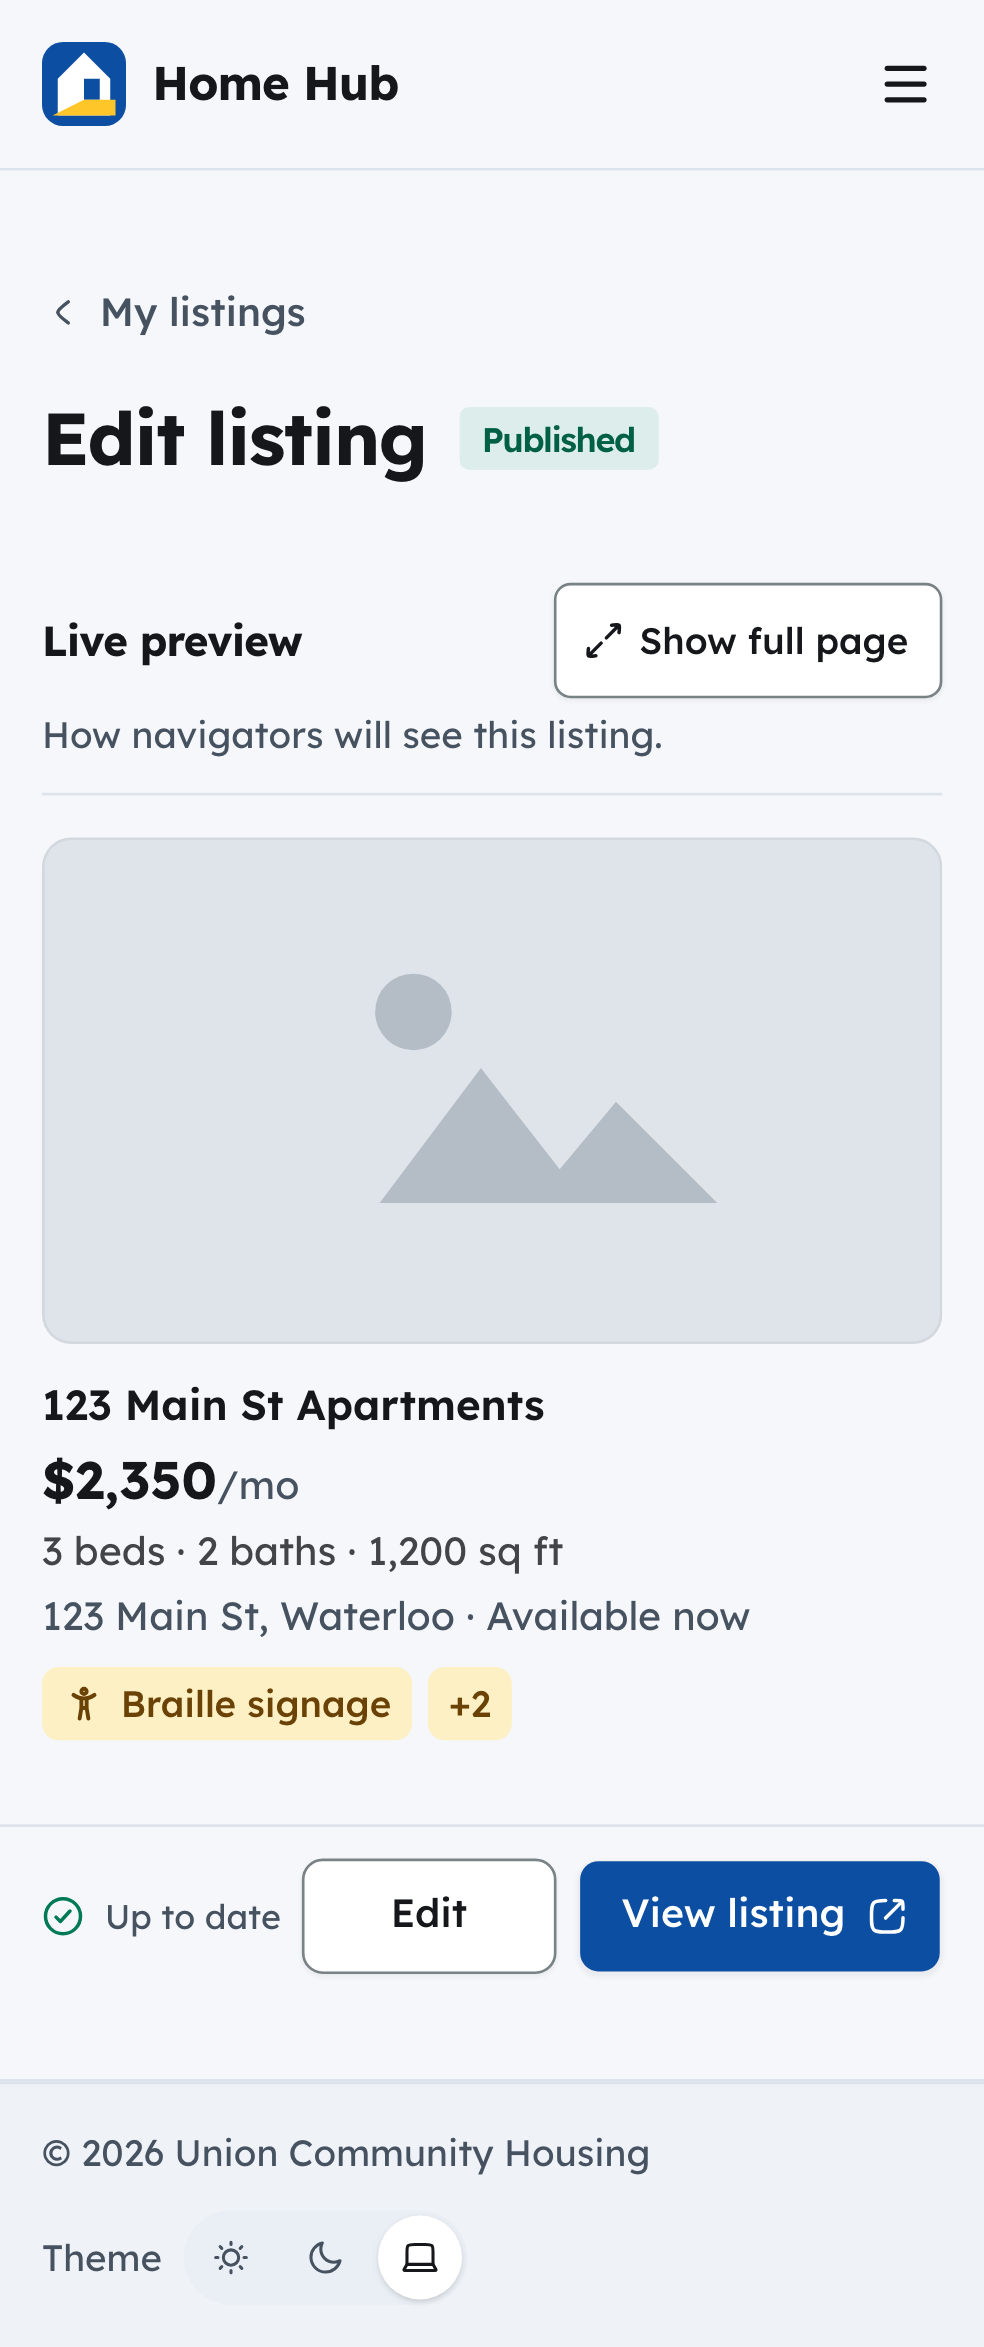 Home Hub
My listings
Edit listing
Published
Live preview
Show full page
How navigators will see this listing.
123 Main St Apartments
$2,350/mo
3 beds · 2 baths · 1,200 sq ft
123 Main St, Waterloo · Available now
Braille signage
+2
Up to date
Edit
View listing
© 2026 Union Community Housing
Theme